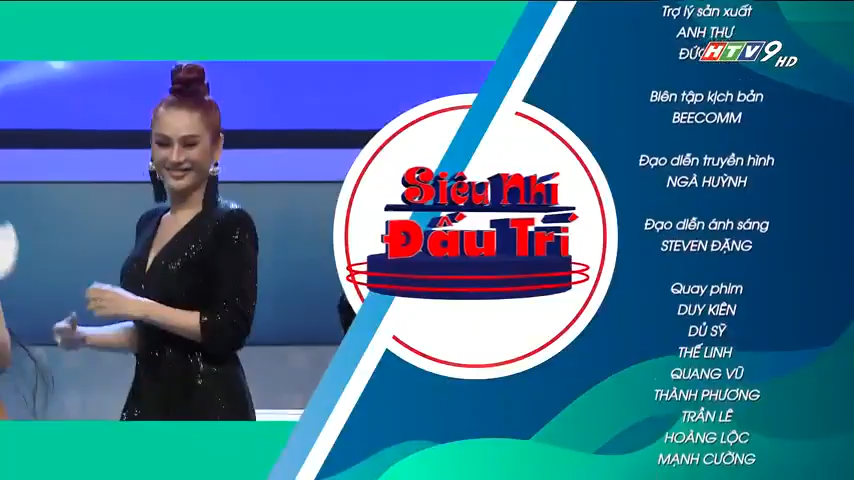 Trợ lý sản xuất
ANH THƯ
HTV9 HD
Biên tập kịch bản
BEECOMM
Đạo diễn truyền hình
NGÀ HUỲNH
Siêu Nhí
Đấu Trí
Đạo diễn ánh sáng
STEVEN ĐẶNG
Quay phim
DUY KIÊN
DỦ SỸ
THẾ LINH
QUANG VŨ
THÀNH PHƯƠNG
TRẦN LÊ
HOÀNG LỘC
MẠNH CƯỜNG